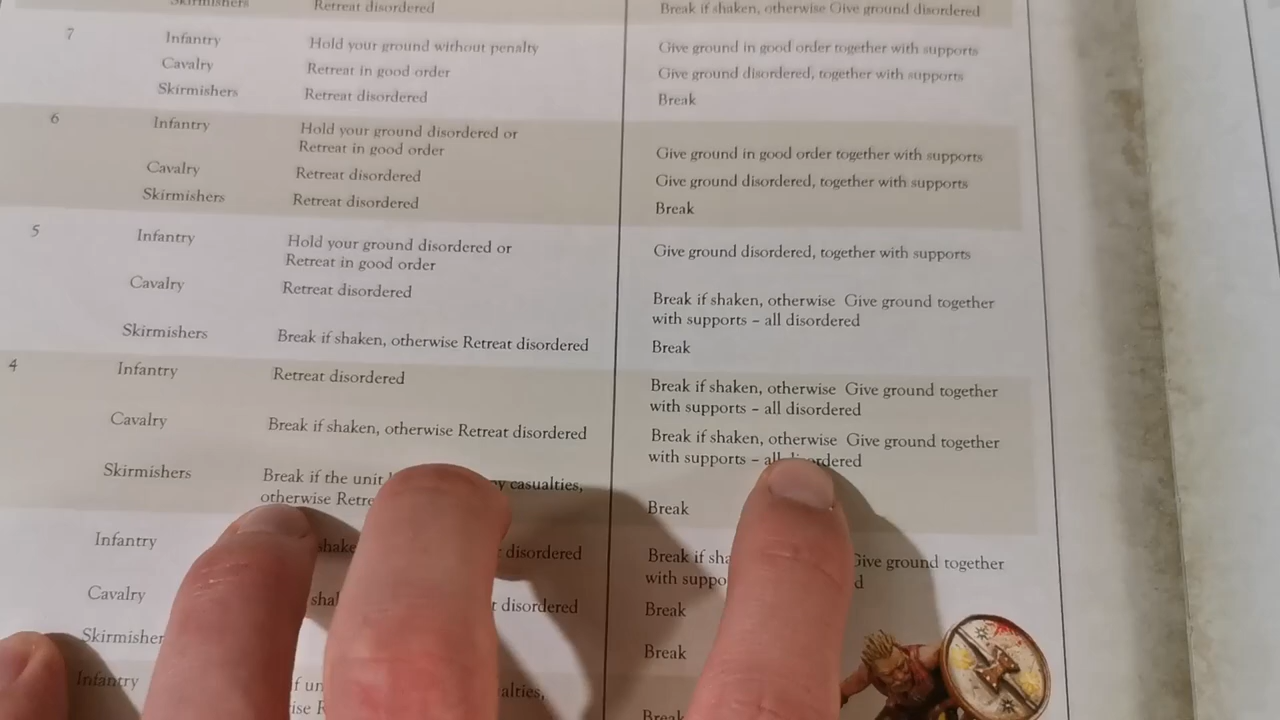 Skirmishers Retreat disordered Break if shaken, otherwise Give ground disordered
7 Infantry Hold your ground without penalty Give ground in good order together with supports
Cavalry Retreat in good order Give ground disordered, together with supports
Skirmishers Retreat disordered Break
6 Infantry Hold your ground disordered or
Retreat in good order Give ground in good order together with supports
Cavalry Retreat disordered Give ground disordered, together with supports
Skirmishers Retreat disordered Break
5 Infantry Hold your ground disordered or Give ground disordered, together with supports
Retreat in good order
Cavalry Retreat disordered Break if shaken, otherwise Give ground together
with supports – all disordered
Skirmishers Break if shaken, otherwise Retreat disordered Break
4 Infantry Retreat disordered Break if shaken, otherwise Give ground together
with supports – all disordered
Cavalry Break if shaken, otherwise Retreat disordered Break if shaken, otherwise Give ground together
with supports – all disordered
Skirmishers Break if the unit casualties,
otherwise Break
Infantry disordered Break if Give ground together
with
Cavalry disordered Break
Skirmisher Break
Infantry
Break